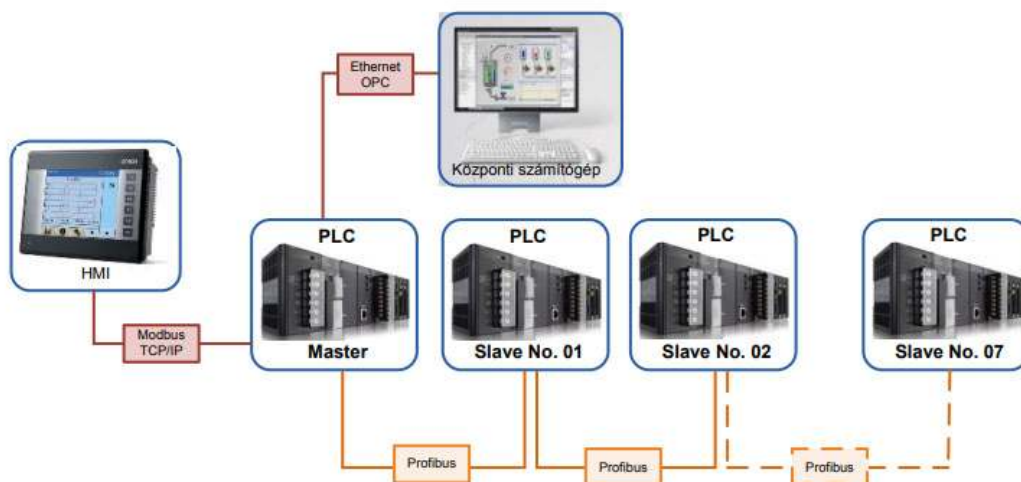 Ethernet
OPC
Központi számítógép
HMI
Modbus
TCP/IP
PLC
Master
PLC
Slave No. 01
PLC
Slave No. 02
PLC
Slave No. 07
Profibus
Profibus
Profibus